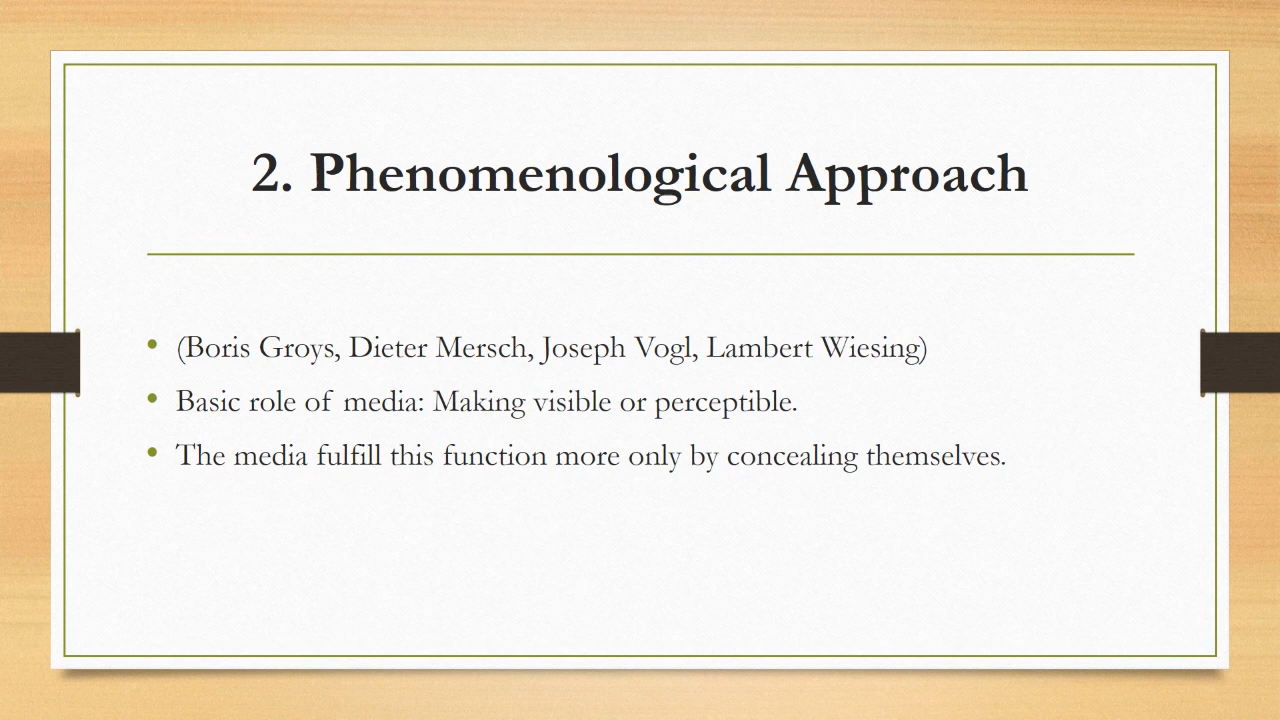 2. Phenomenological Approach
• (Boris Groys, Dieter Mersch, Joseph Vogl, Lambert Wiesing)
• Basic role of media: Making visible or perceptible.
• The media fulfill this function more only by concealing themselves.